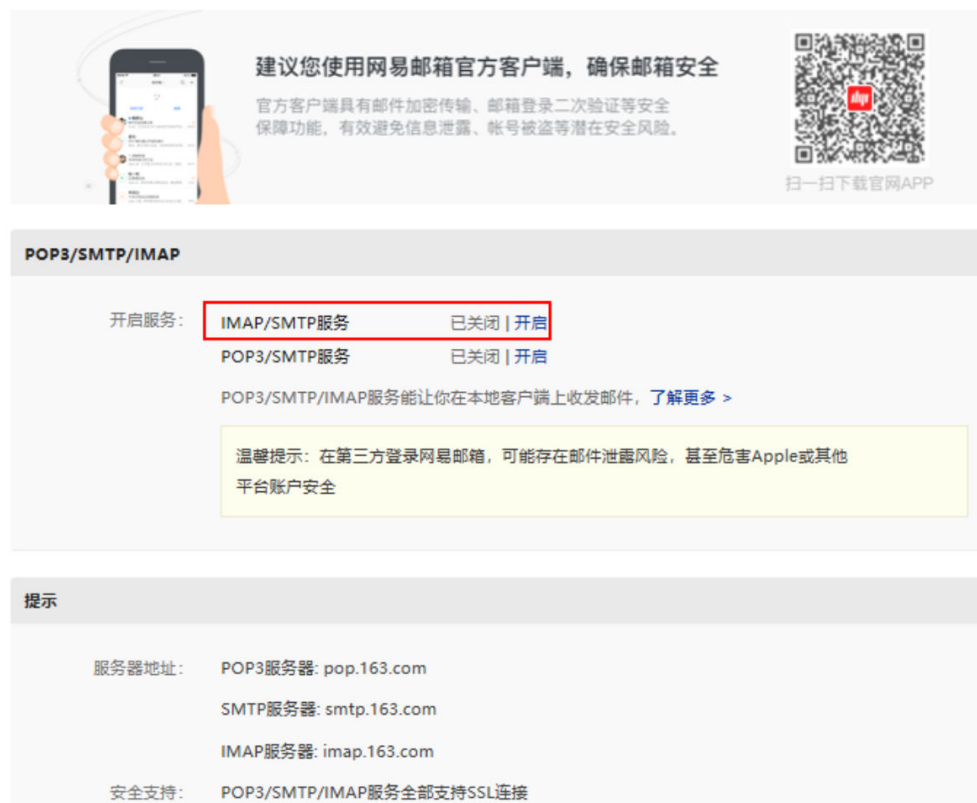 建议您使用网易邮箱官方客户端，确保邮箱安全
官方客户端具有邮件加密传输、邮箱登录二次验证等安全
保障功能，有效避免信息泄露、帐号被盗等潜在安全风险。
扫一扫下载官网APP
POP3/SMTP/IMAP
开启服务： IMAP/SMTP服务 已关闭 | 开启
POP3/SMTP服务 已关闭 | 开启
POP3/SMTP/IMAP服务能让你在本地客户端上收发邮件，了解更多 >
温馨提示：在第三方登录网易邮箱，可能存在邮件泄露风险，甚至危害Apple或其他
平台账户安全
提示
服务器地址： POP3服务器: pop.163.com
SMTP服务器: smtp.163.com
IMAP服务器: imap.163.com
安全支持： POP3/SMTP/IMAP服务全部支持SSL连接